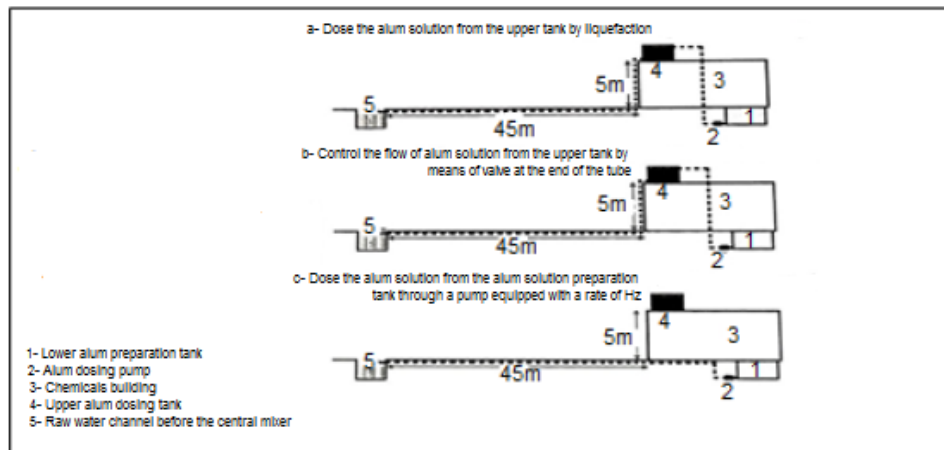 a- Dose the alum solution from the upper tank by liquefaction
4
3
5m
5
1
45m
2
b- Control the flow of alum solution from the upper tank by
means of valve at the end of the tube
4
3
5m
5
1
45m
2
c- Dose the alum solution from the alum solution preparation
tank through a pump equipped with a rate of Hz
4
3
5m
5
1
45m
2
1- Lower alum preparation tank
2- Alum dosing pump
3- Chemicals building
4- Upper alum dosing tank
5- Raw water channel before the central mixer